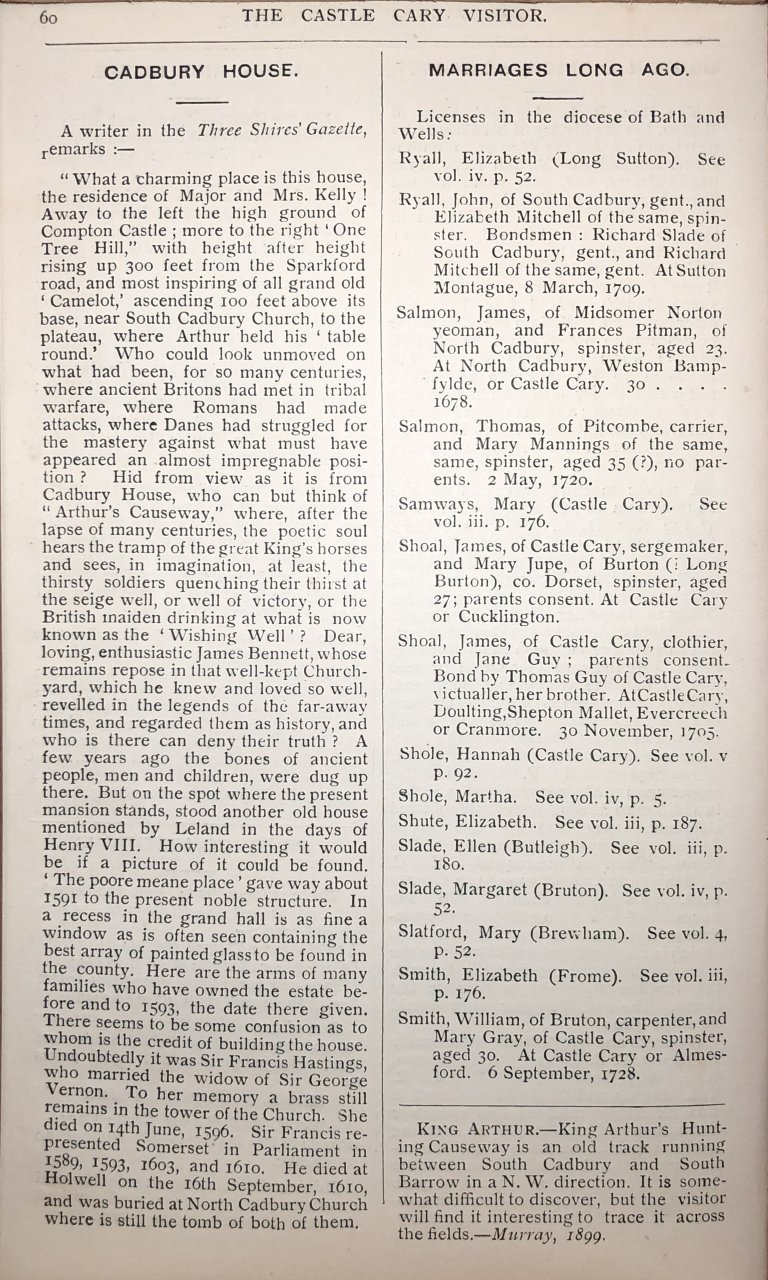 60
THE CASTLE CARY VISITOR.
CADBURY HOUSE.
A writer in the Three Shires' Gazette,
remarks :—
“ What a charming place is this house,
the residence of Major and Mrs. Kelly !
Away to the left the high ground of
Compton Castle ; more to the right ‘ One
Tree Hill,” with height after height
rising up 300 feet from the Sparkford
road, and most inspiring of all grand old
‘ Camelot,’ ascending 100 feet above its
base, near South Cadbury Church, to the
plateau, where Arthur held his ‘ table
round.’ Who could look unmoved on
what had been, for so many centuries,
where ancient Britons had met in tribal
warfare, where Romans had made
attacks, where Danes had struggled for
the mastery against what must have
appeared an almost impregnable posi-
tion ? Hid from view as it is from
Cadbury House, who can but think of
“ Arthur's Causeway,” where, after the
lapse of many centuries, the poetic soul
hears the tramp of the great King's horses
and sees, in imagination, at least, the
thirsty soldiers quenching their thirst at
the seige well, or well of victory, or the
British maiden drinking at what is now
known as the ‘ Wishing Well ’ ? Dear,
loving, enthusiastic James Bennett, whose
remains repose in that well-kept Church-
yard, which he knew and loved so well,
revelled in the legends of the far-away
times, and regarded them as history, and
who is there can deny their truth ? A
few years ago the bones of ancient
people, men and children, were dug up
there. But on the spot where the present
mansion stands, stood another old house
mentioned by Leland in the days of
Henry VIII. How interesting it would
be if a picture of it could be found.
‘ The poore meane place ’ gave way about
1591 to the present noble structure. In
a recess in the grand hall is as fine a
window as is often seen containing the
best array of painted glass to be found in
the county. Here are the arms of many
families who have owned the estate be-
fore and to 1593, the date there given.
There seems to be some confusion as to
whom is the credit of building the house.
Undoubtedly it was Sir Francis Hastings,
who married the widow of Sir George
Vernon. To her memory a brass still
remains in the tower of the Church. She
died on 14th June, 1596. Sir Francis re-
presented Somerset in Parliament in
1589, 1593, 1603, and 1610. He died at
Holwell on the 16th September, 1610,
and was buried at North Cadbury Church
where is still the tomb of both of them.
MARRIAGES LONG AGO.
Licenses in the diocese of Bath and
Wells:
Ryall, Elizabeth (Long Sutton). See
vol. iv. p. 52.
Ryall, John, of South Cadbury, gent., and
Elizabeth Mitchell of the same, spin-
ster. Bondsmen : Richard Slade of
South Cadbury, gent., and Richard
Mitchell of the same, gent. At Sutton
Montague, 8 March, 1709.
Salmon, James, of Midsomer Norton
yeoman, and Frances Pitman, of
North Cadbury, spinster, aged 23.
At North Cadbury, Weston Bamp-
fylde, or Castle Cary. 30 . . . .
1678.
Salmon, Thomas, of Pitcombe, carrier,
and Mary Mannings of the same,
same, spinster, aged 35 (?), no par-
ents. 2 May, 1720.
Samways, Mary (Castle Cary). See
vol. iii. p. 176.
Shoal, James, of Castle Cary, sergemaker,
and Mary Jupe, of Burton (: Long
Burton), co. Dorset, spinster, aged
27; parents consent. At Castle Cary
or Cucklington.
Shoal, James, of Castle Cary, clothier,
and Jane Guy ; parents consent.
Bond by Thomas Guy of Castle Cary,
victualler, her brother. At Castle Cary,
Doulting, Shepton Mallet, Evercreech
or Cranmore. 30 November, 1705.
Shole, Hannah (Castle Cary). See vol. v
p. 92.
Shole, Martha. See vol. iv, p. 5.
Shute, Elizabeth. See vol. iii, p. 187.
Slade, Ellen (Butleigh). See vol. iii, p.
180.
Slade, Margaret (Bruton). See vol. iv, p.
52.
Slatford, Mary (Brewham). See vol. 4,
p. 52.
Smith, Elizabeth (Frome). See vol. iii,
p. 176.
Smith, William, of Bruton, carpenter, and
Mary Gray, of Castle Cary, spinster,
aged 30. At Castle Cary or Almes-
ford. 6 September, 1728.
KING ARTHUR.—King Arthur's Hunt-
ing Causeway is an old track running
between South Cadbury and South
Barrow in a N. W. direction. It is some-
what difficult to discover, but the visitor
will find it interesting to trace it across
the fields.—Murray, 1899.